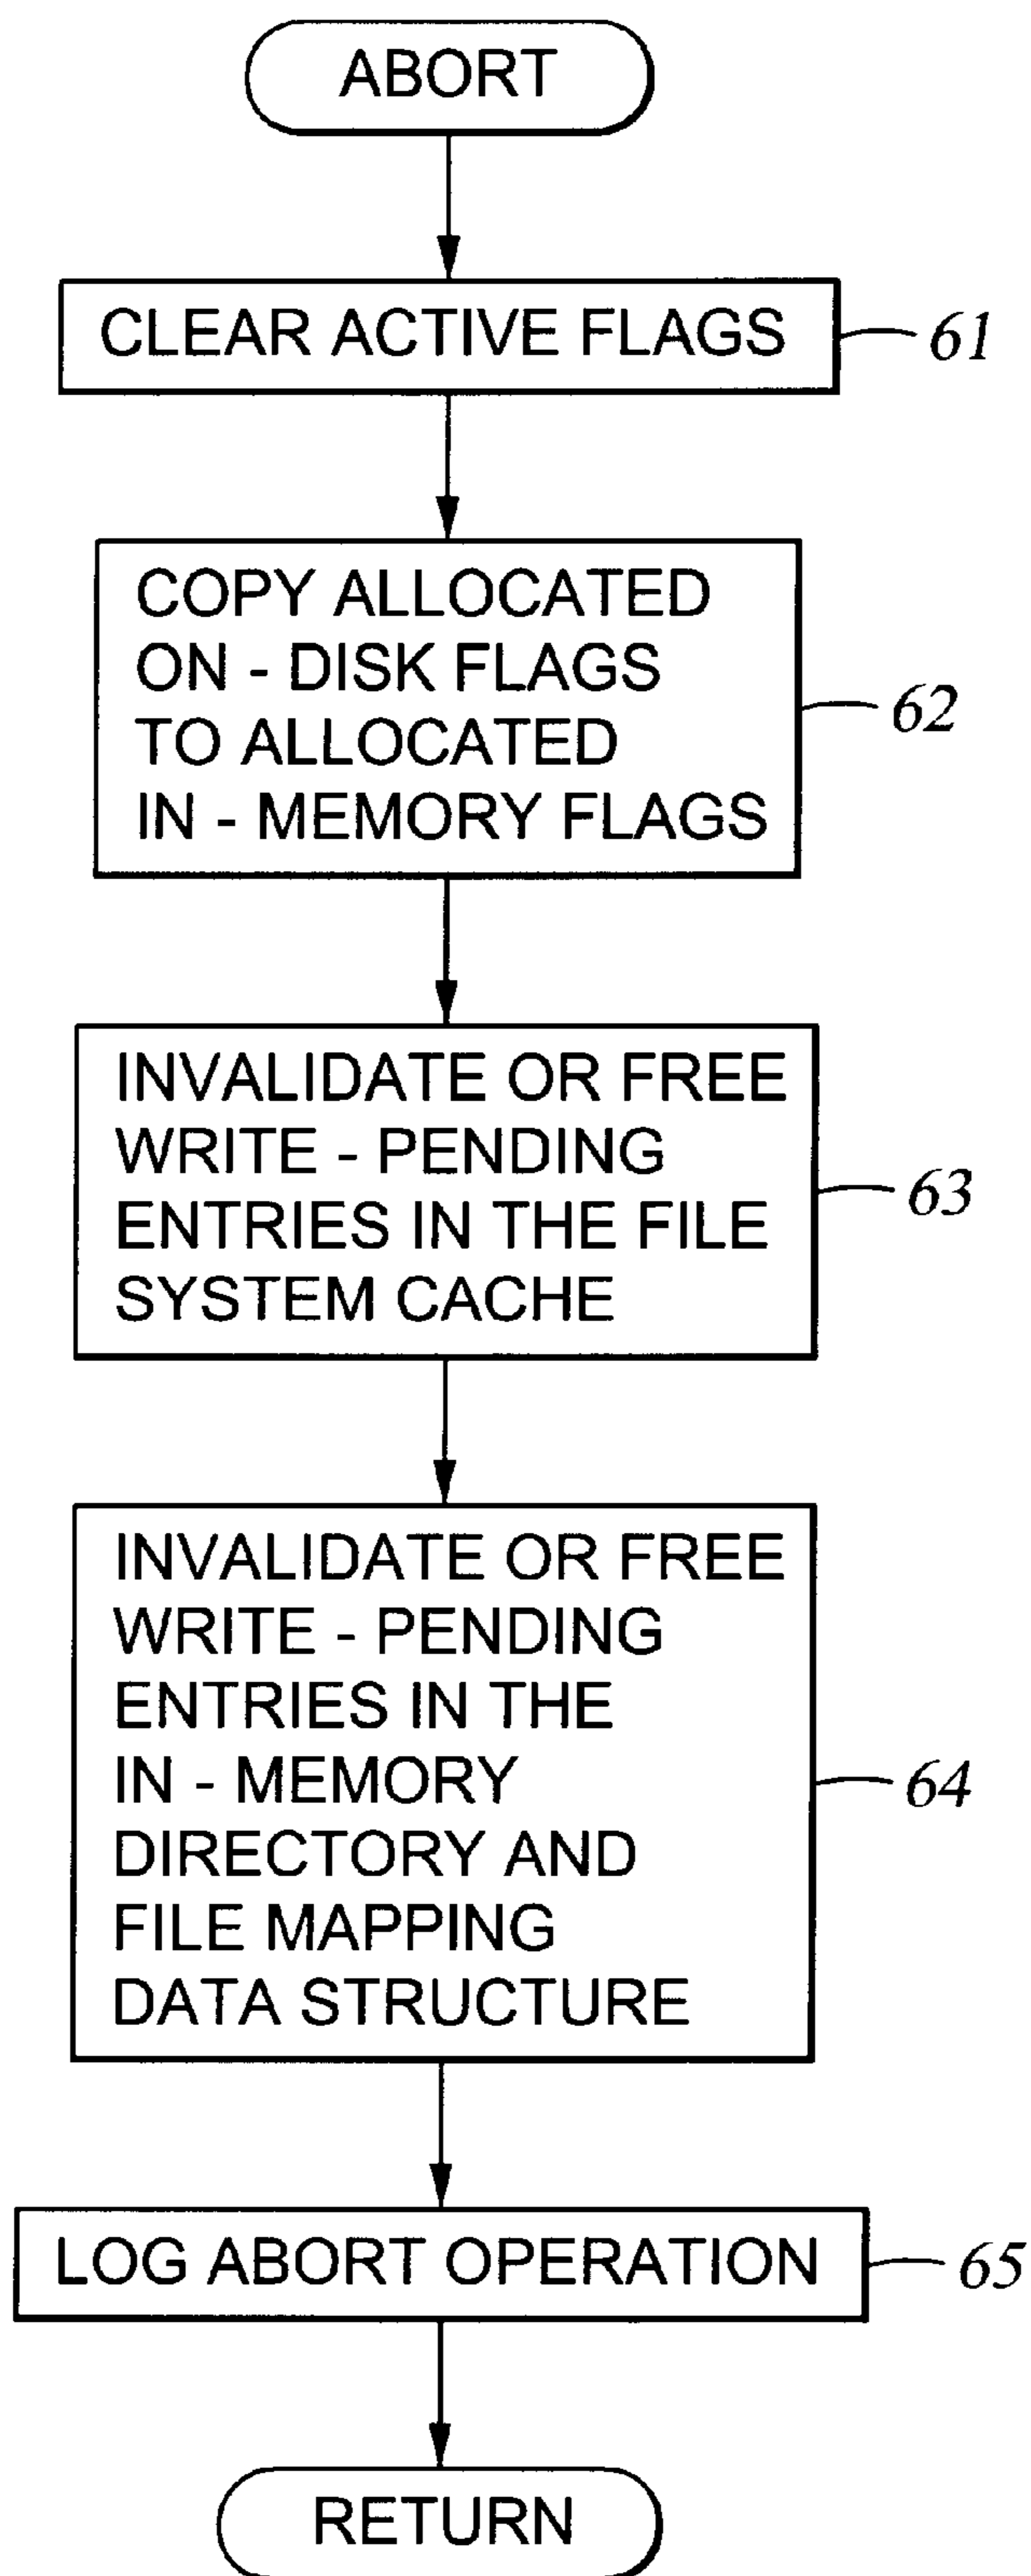 ABORT
CLEAR ACTIVE FLAGS
61
COPY ALLOCATED
ON - DISK FLAGS
TO ALLOCATED
IN - MEMORY FLAGS
62
INVALIDATE OR FREE
WRITE - PENDING
ENTRIES IN THE FILE
SYSTEM CACHE
63
INVALIDATE OR FREE
WRITE - PENDING
ENTRIES IN THE
IN - MEMORY
DIRECTORY AND
FILE MAPPING
DATA STRUCTURE
64
LOG ABORT OPERATION
65
RETURN